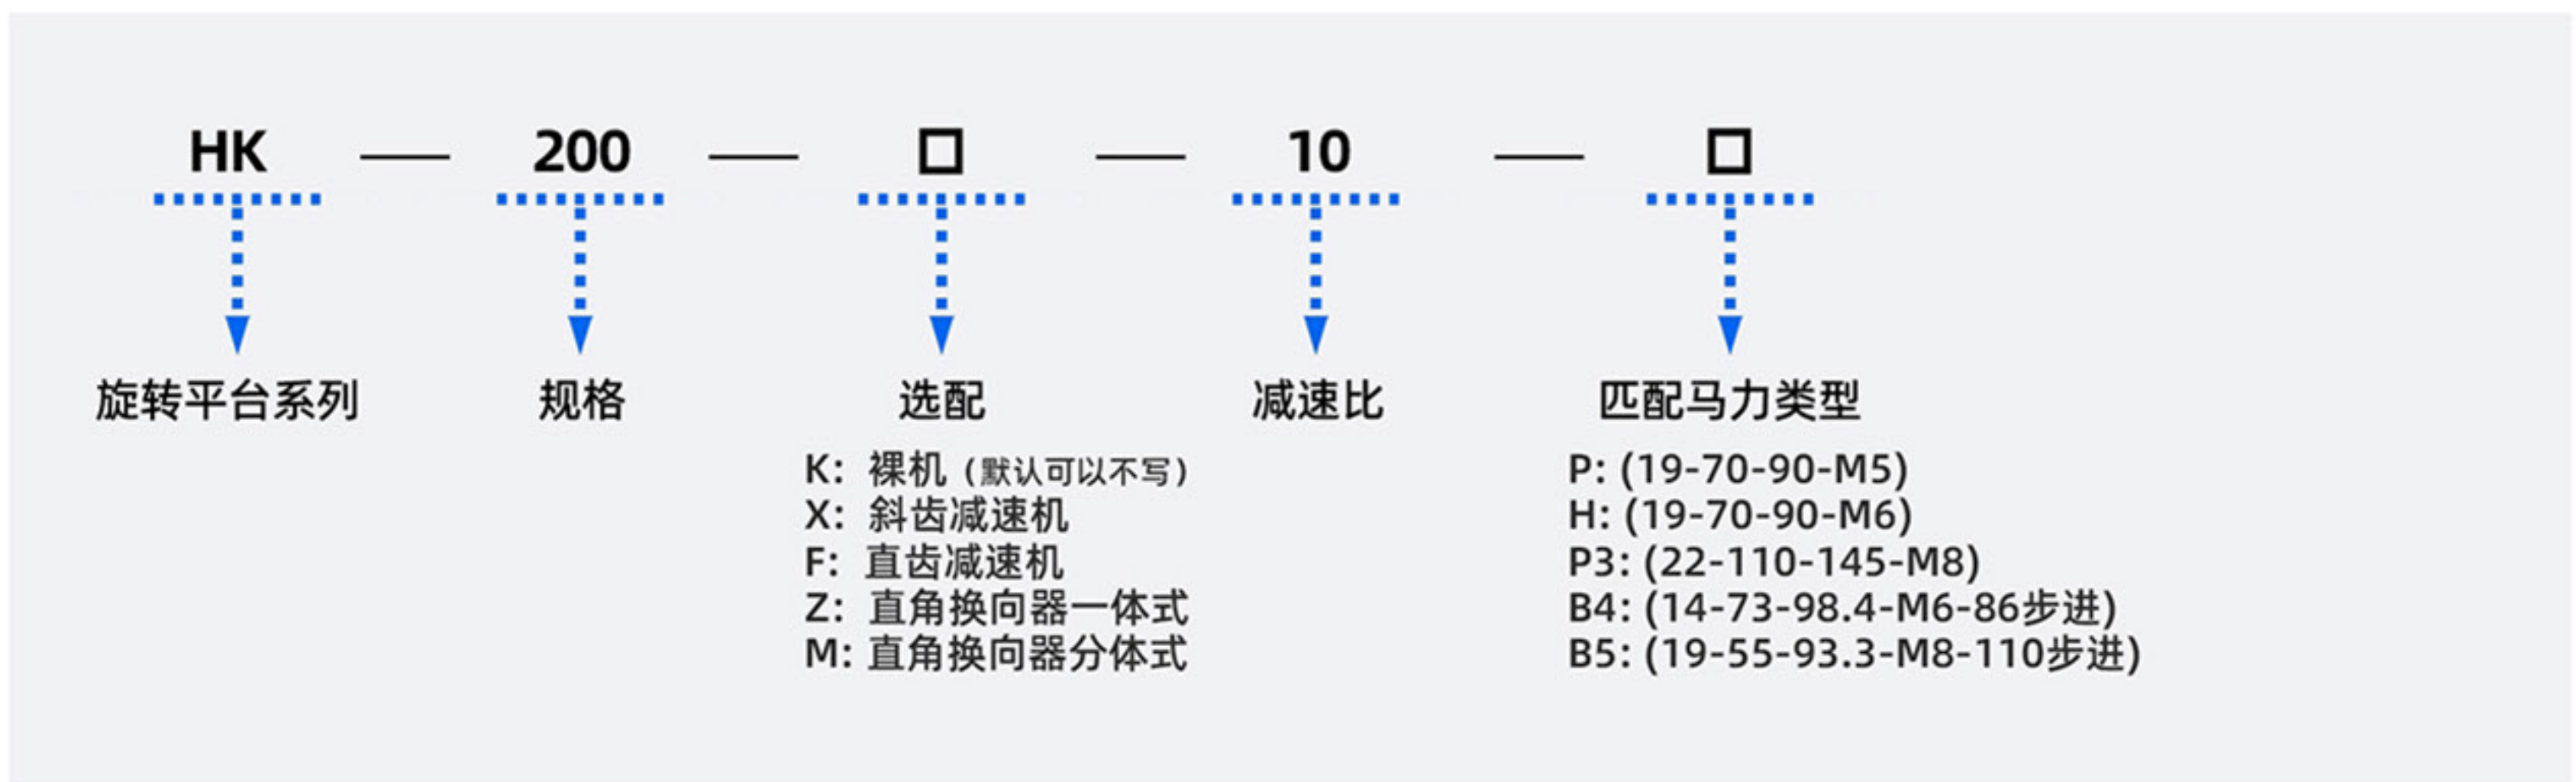 HK — 200 — □ — 10 — □
旋转平台系列 规格 选配 减速比 匹配马力类型
K: 裸机（默认可以不写）
X: 斜齿减速机
F: 直齿减速机
Z: 直角换向器一体式
M: 直角换向器分体式
P: (19-70-90-M5)
H: (19-70-90-M6)
P3: (22-110-145-M8)
B4: (14-73-98.4-M6-86步进)
B5: (19-55-93.3-M8-110步进)